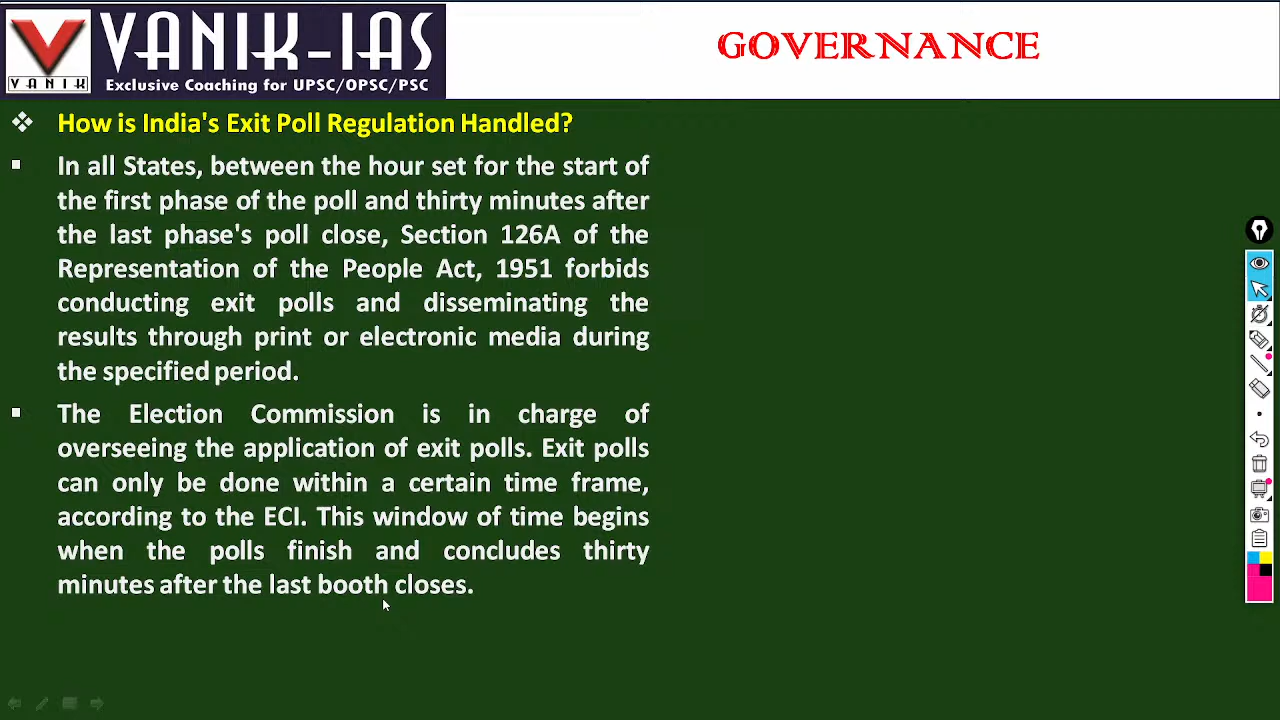 VANIK-IAS
VANIK
Exclusive Coaching for UPSC/OPSC/PSC
GOVERNANCE
How is India's Exit Poll Regulation Handled?
In all States, between the hour set for the start of
the first phase of the poll and thirty minutes after
the last phase's poll close, Section 126A of the
Representation of the People Act, 1951 forbids
conducting exit polls and disseminating the
results through print or electronic media during
the specified period.
The Election Commission is in charge of
overseeing the application of exit polls. Exit polls
can only be done within a certain time frame,
according to the ECI. This window of time begins
when the polls finish and concludes thirty
minutes after the last booth closes.